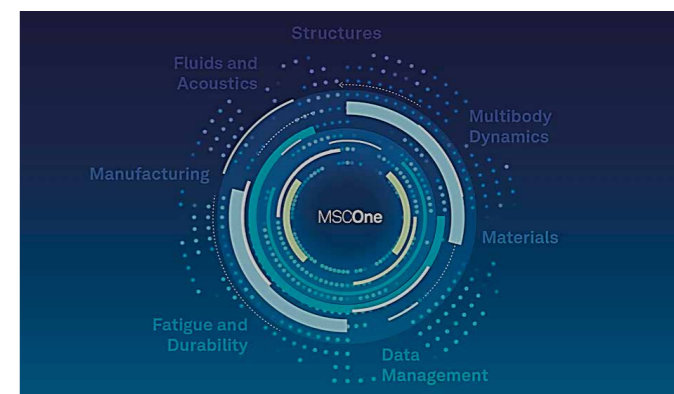 Structures
Fluids and
Acoustics
Multibody
Dynamics
Manufacturing
MSCOne
Materials
Fatigue and
Durability
Data
Management